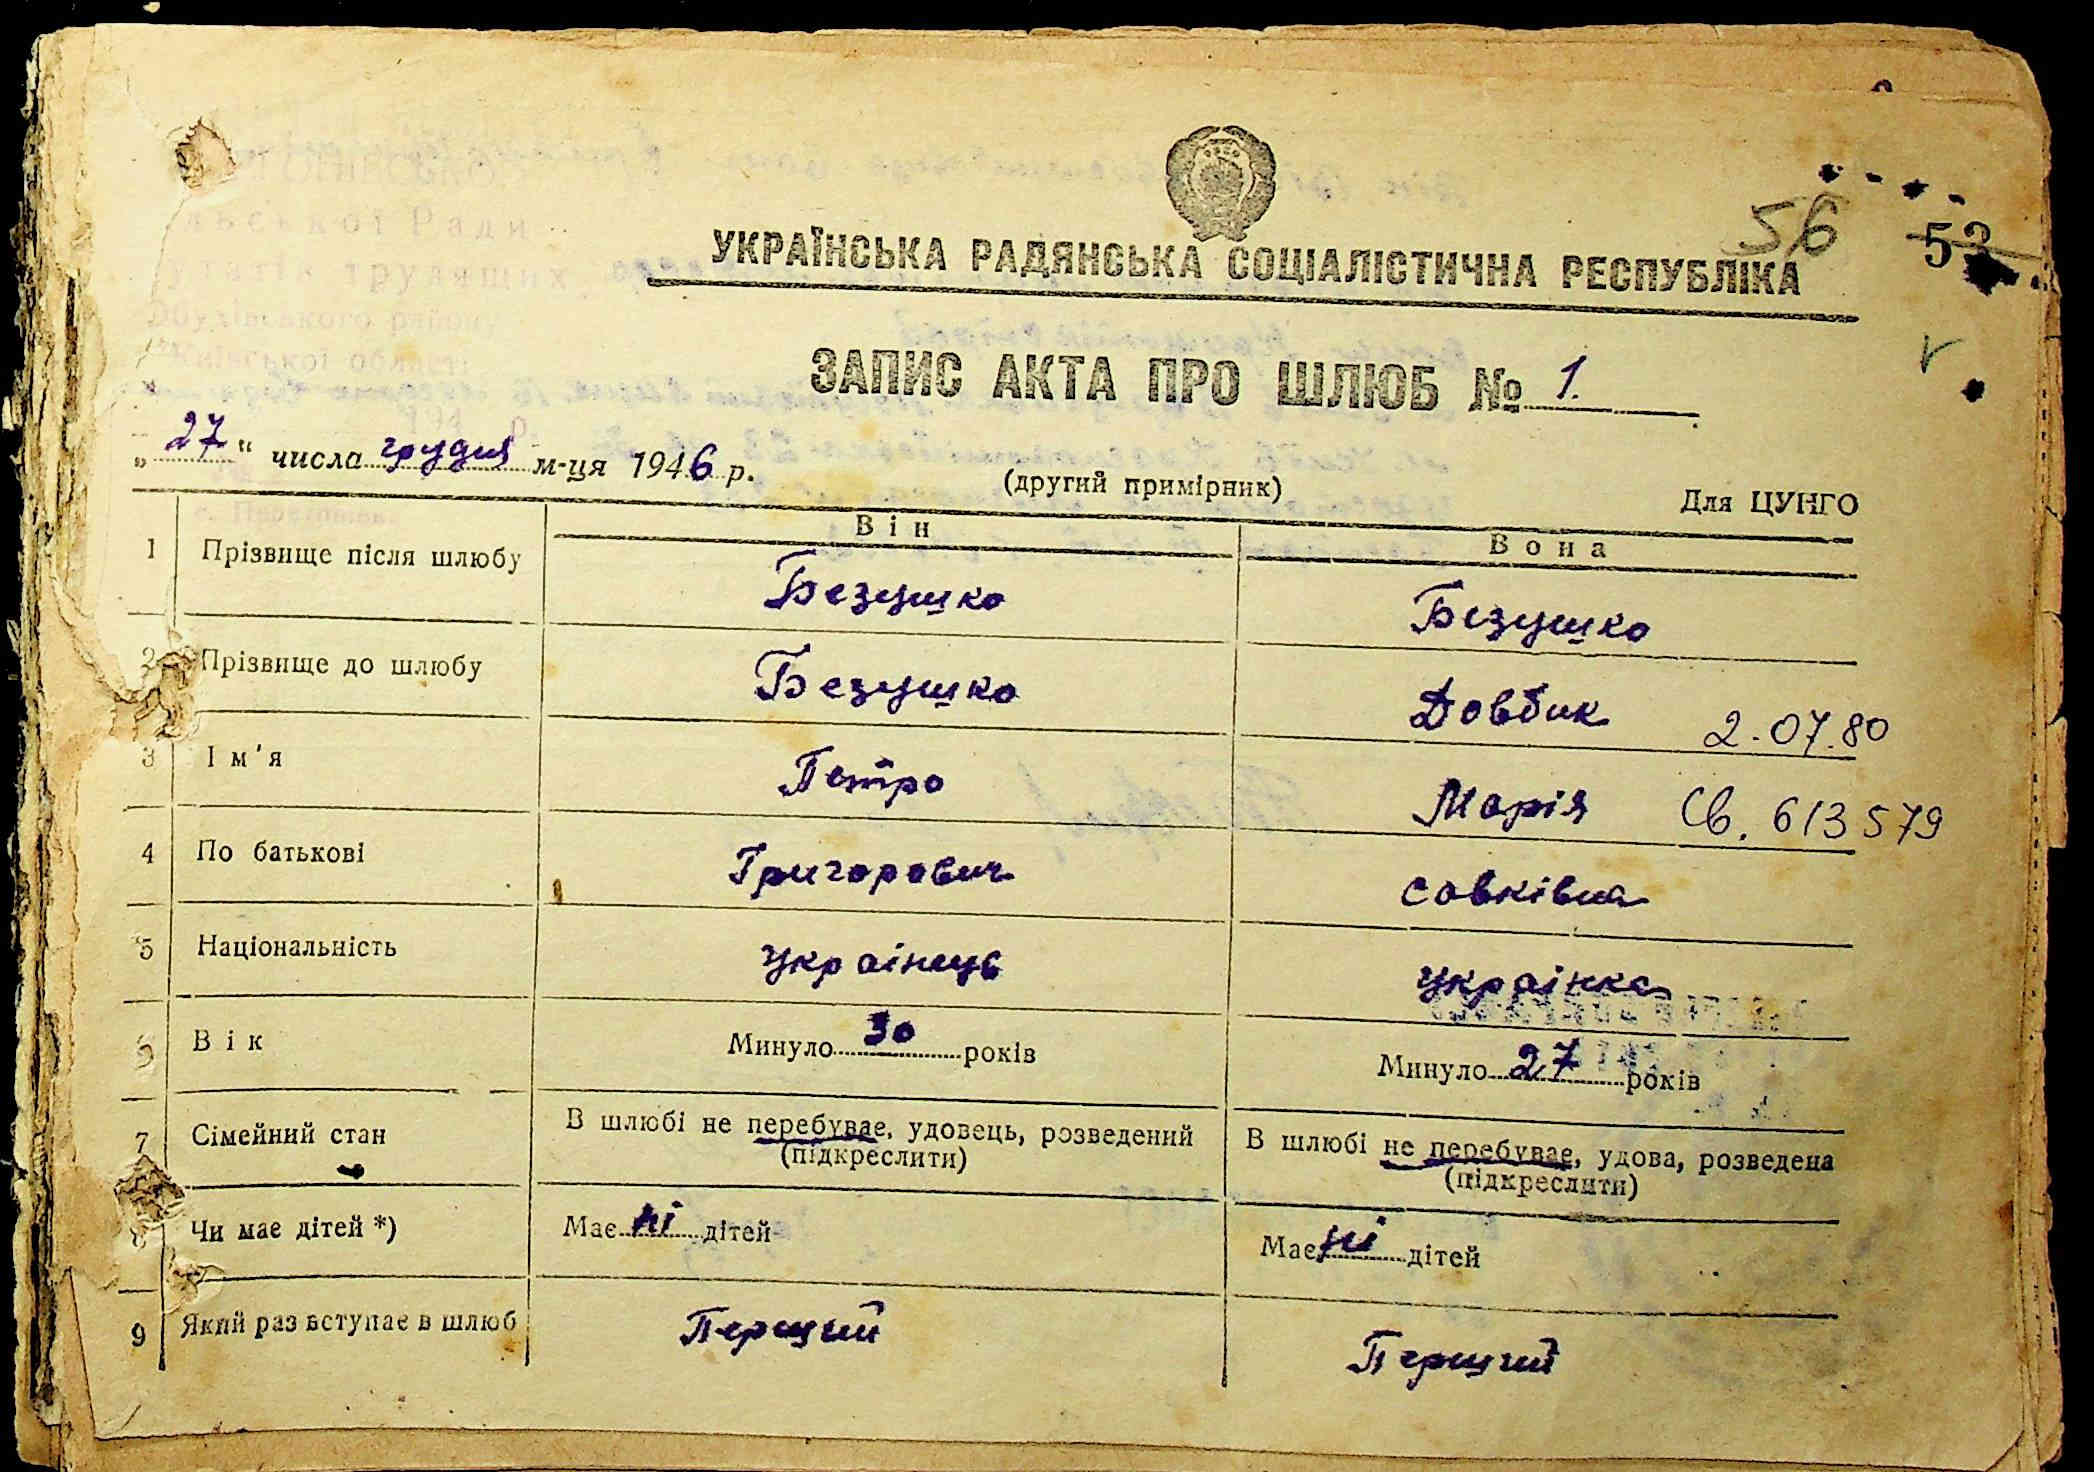 56 52
УКРАЇНСЬКА РАДЯНСЬКА СОЦІАЛІСТИЧНА РЕСПУБЛІКА
ЗАПИС АКТА ПРО ШЛЮБ № 1.
„27“ числа грудня м-ця 1946 р.
(другий примірник)
Для ЦУНГО
Він Вона
1 Прізвище після шлюбу Безушко Безушко
2 Прізвище до шлюбу Безушко Довбик 2.07.80
3 Ім'я Петро Марія Св. 613579
4 По батькові Григорович Савківна
5 Національність Українець Українка
6 Вік Минуло 30 років Минуло 27 років
7 Сімейний стан В шлюбі не перебуває, удовець, розведений В шлюбі не перебуває, удова, розведена
(підкреслити) (підкреслити)
8 Чи має дітей *) Має ні дітей Має ні дітей
9 Який раз вступає в шлюб Перший Перший